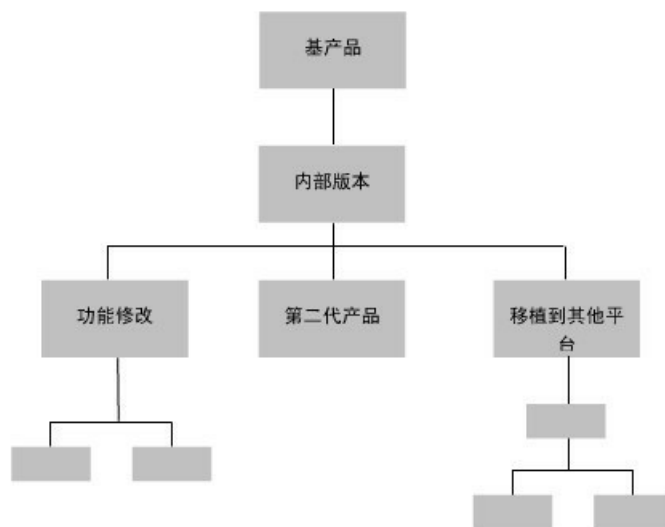 基产品
内部版本
功能修改
第二代产品
移植到其他平
台